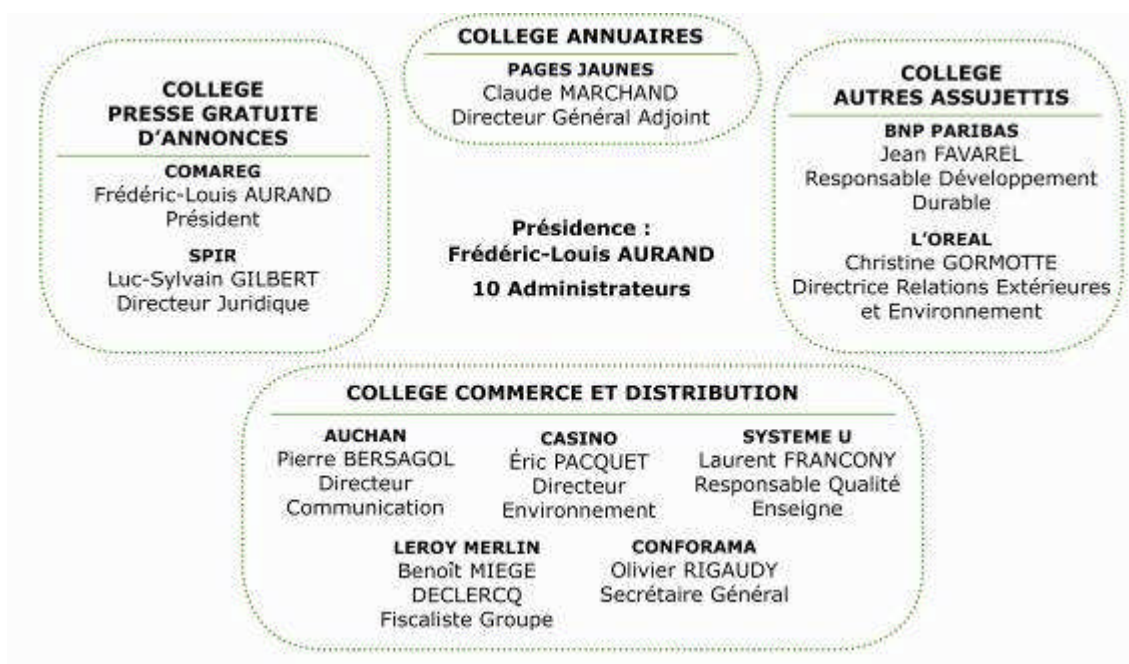 COLLEGE
PRESSE GRATUITE
D'ANNONCES
COMAREG
Frédéric-Louis AURAND
Président
SPIR
Luc-Sylvain GILBERT
Directeur Juridique
COLLEGE ANNUAIRES
PAGES JAUNES
Claude MARCHAND
Directeur Général Adjoint
COLLEGE
AUTRES ASSUJETTIS
BNP PARIBAS
Jean FAVAREL
Responsable Développement
Durable
L'OREAL
Christine GORMOTTE
Directrice Relations Extérieures
et Environnement
Présidence :
Frédéric-Louis AURAND
10 Administrateurs
COLLEGE COMMERCE ET DISTRIBUTION
AUCHAN
Pierre BERSAGOL
Directeur
Communication
CASINO
Éric PACQUET
Directeur
Environnement
SYSTEME U
Laurent FRANCONY
Responsable Qualité
Enseigne
LEROY MERLIN
Benoît MIEGE
DECLERCQ
Fiscaliste Groupe
CONFORAMA
Olivier RIGAUDY
Secrétaire Général